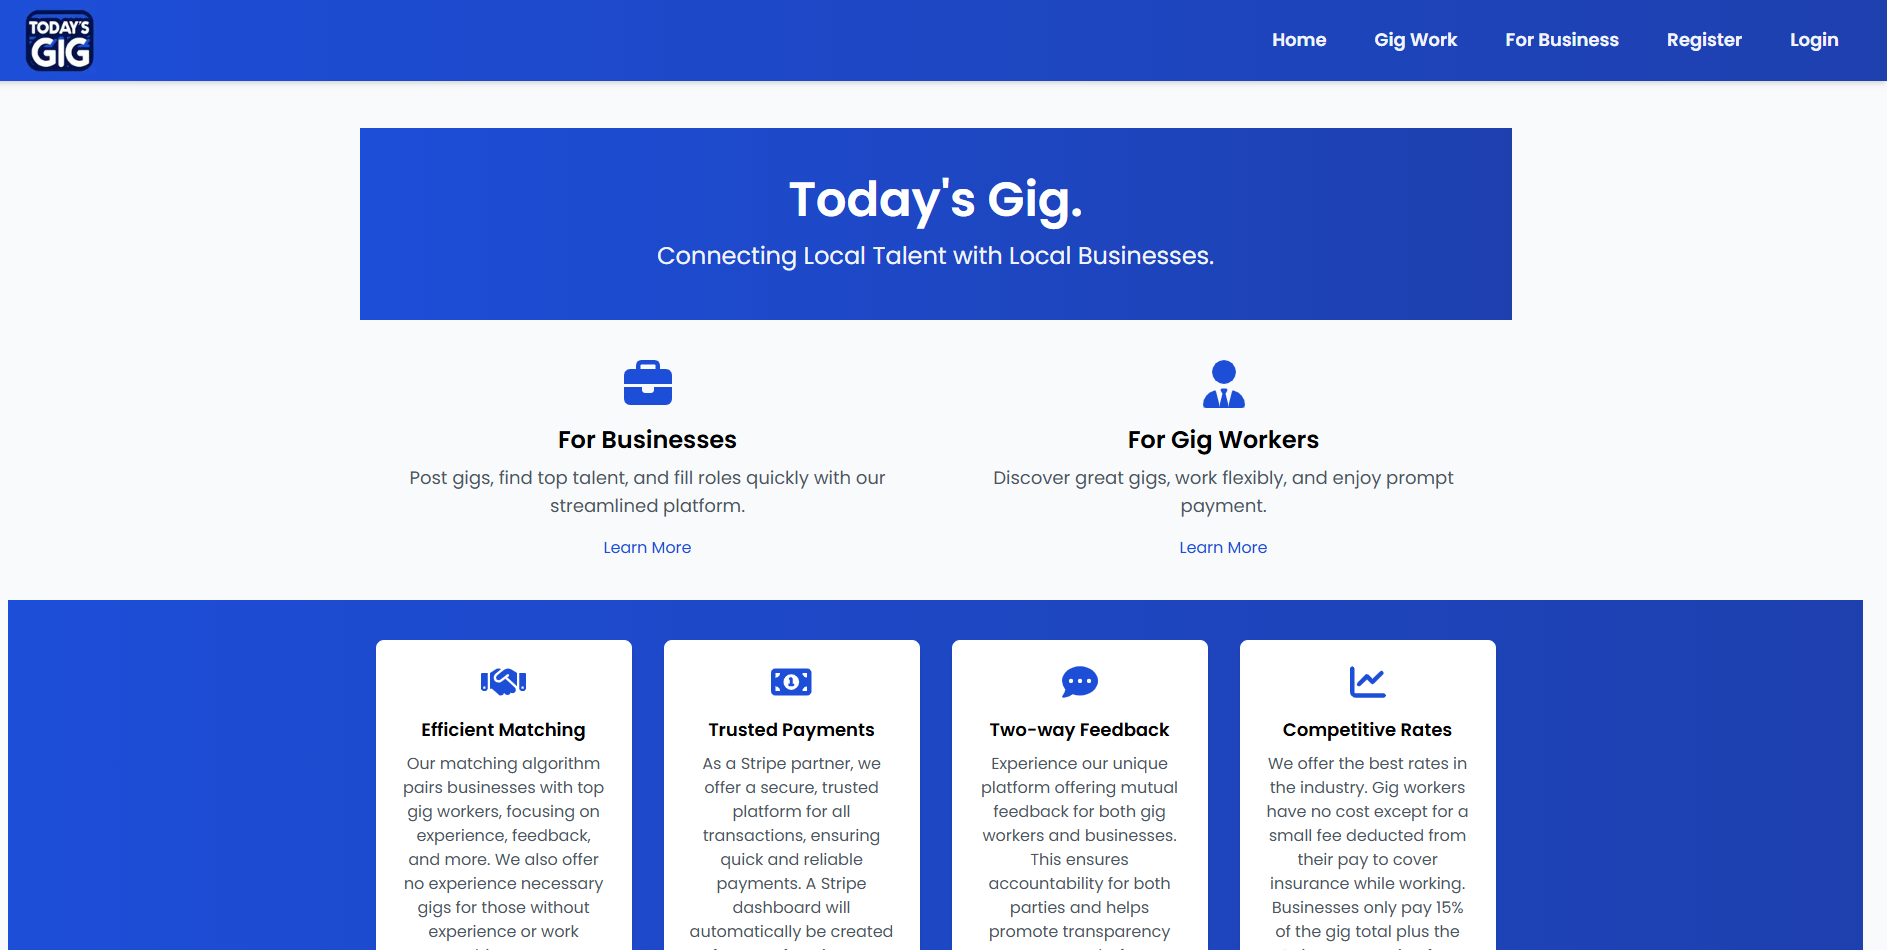 TODAY'S
GIG
Home
Gig Work
For Business
Register
Login
Today's Gig.
Connecting Local Talent with Local Businesses.
For Businesses
Post gigs, find top talent, and fill roles quickly with our
streamlined platform.
Learn More
For Gig Workers
Discover great gigs, work flexibly, and enjoy prompt
payment.
Learn More
Efficient Matching
Our matching algorithm
pairs businesses with top
gig workers, focusing on
experience, feedback,
and more. We also offer
no experience necessary
gigs for those without
experience or work
Trusted Payments
As a Stripe partner, we
offer a secure, trusted
platform for all
transactions, ensuring
quick and reliable
payments. A Stripe
dashboard will
automatically be created
Two-way Feedback
Experience our unique
platform offering mutual
feedback for both gig
workers and businesses.
This ensures
accountability for both
parties and helps
promote transparency
Competitive Rates
We offer the best rates in
the industry. Gig workers
have no cost except for a
small fee deducted from
their pay to cover
insurance while working.
Businesses only pay 15%
of the gig total plus the